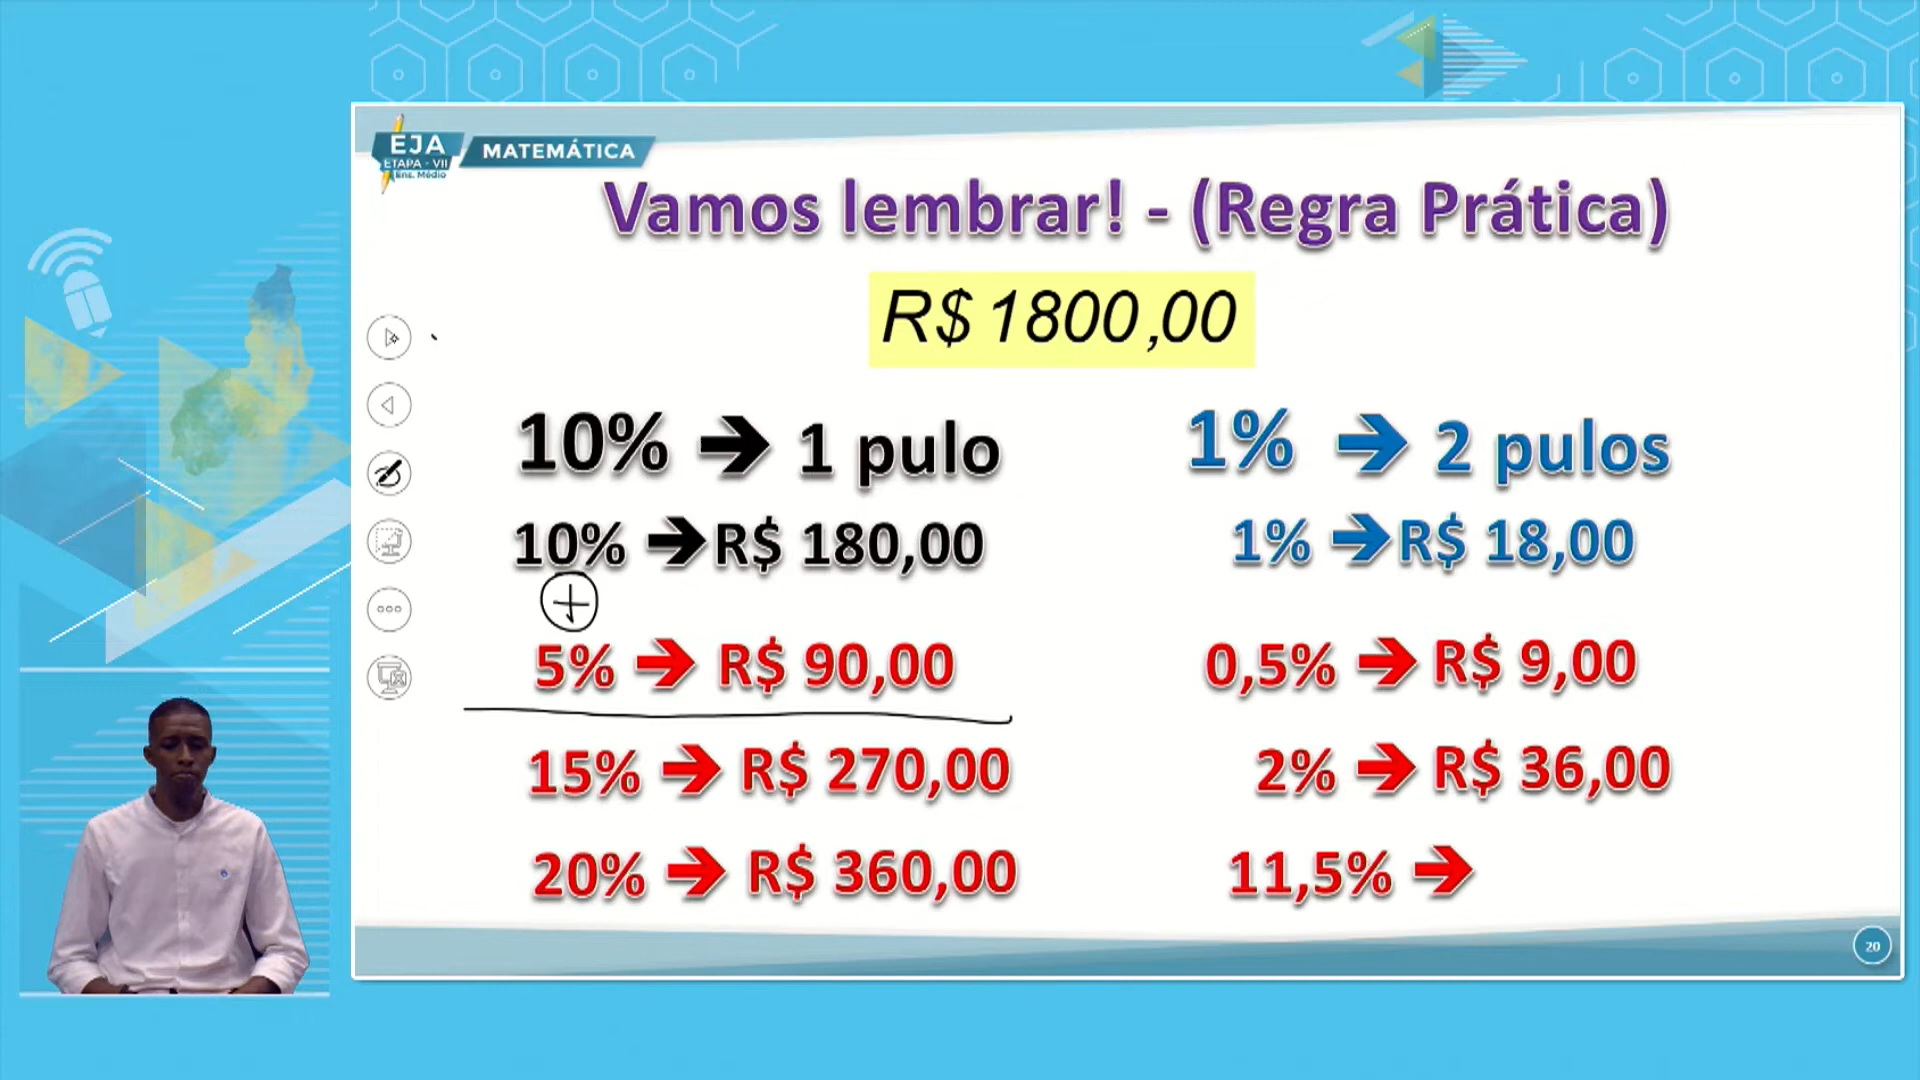 EJA
ETAPA - VII
Ens. Médio
MATEMÁTICA
Vamos lembrar! - (Regra Prática)
R$ 1800,00
10% ➔ 1 pulo
10% ➔ R$ 180,00
+
5% ➔ R$ 90,00
15% ➔ R$ 270,00
20% ➔ R$ 360,00
1% ➔ 2 pulos
1% ➔ R$ 18,00
0,5% ➔ R$ 9,00
2% ➔ R$ 36,00
11,5% ➔
20